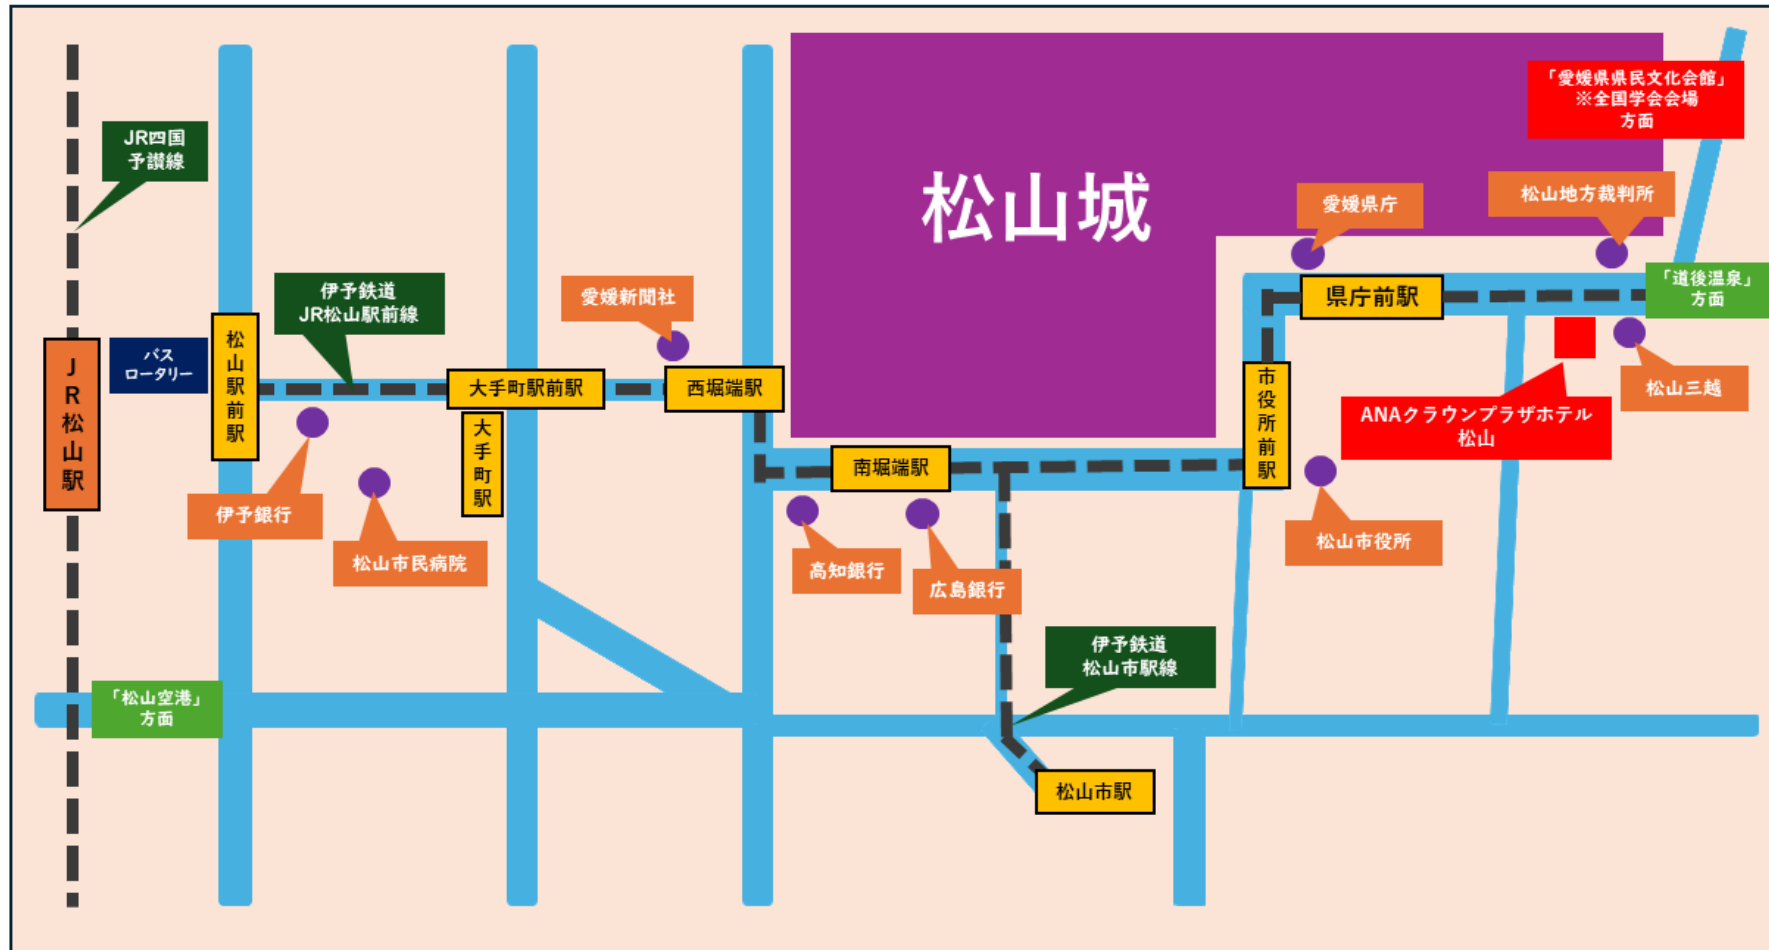 「愛媛県県民文化会館」
※全国学会会場
方面
JR四国
予讃線
松山城
愛媛県庁
松山地方裁判所
伊予鉄道
JR松山駅前線
愛媛新聞社
県庁前駅
「道後温泉」
方面
JR松山駅
バス
ロータリー
松山駅前駅
大手町駅前駅
西堀端駅
市役所前駅
松山三越
ANAクラウンプラザホテル
松山
大手町駅
南堀端駅
伊予銀行
松山市民病院
高知銀行
広島銀行
松山市役所
伊予鉄道
松山市駅線
「松山空港」
方面
松山市駅